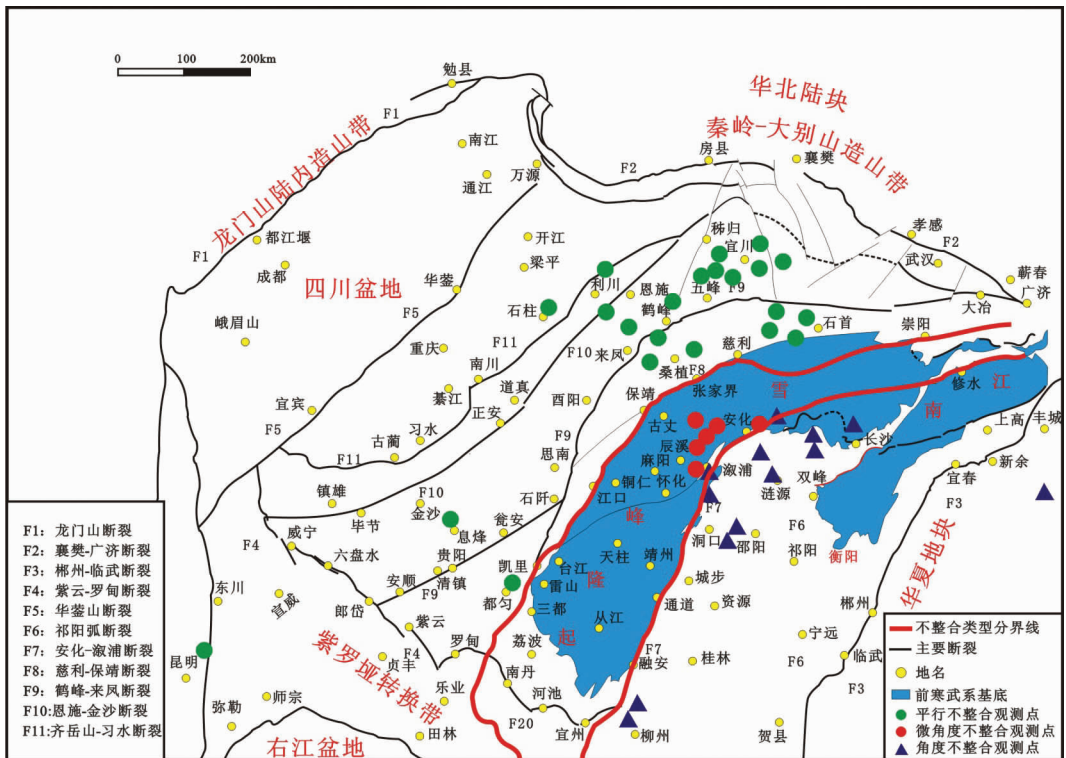 0 100 200km
勉县
华北陆块
F1
秦岭-大别山造山带
南江
房县
襄樊
龙门山陆内造山带
通江
万源
F2
都江堰
开江
秭归
孝感
F2
F1
成都
梁平
宜川
武汉
四川盆地
华蓥
利川
恩施
五峰
F9
蕲春
广济
石柱
鹤峰
大冶
峨眉山
F5
石首
崇阳
重庆
F11
F10
来凤
慈利
南川
桑植
F8
张家界
雪
修水
江
綦江
道真
保靖
南
宜宾
正安
酉阳
古丈
安化
上高
丰城
F5
习水
F9
辰溪
长沙
古蔺
F11
思南
麻阳
溆浦
双峰
宜春
新余
铜仁
怀化
涟源
镇雄
F10
石阡
江口
F3
毕节
金沙
瓮安
峰
F7
威宁
息烽
洞口
邵阳
F6
F4
六盘水
贵阳
凯里
天柱
靖州
祁阳
衡阳
华夏地块
清镇
台江
东川
宣威
安顺
F9
雷山
隆
城步
郎岱
都匀
三都
通道
资源
郴州
紫云
从江
昆明
紫罗垭转换带
F4
罗甸
荔波
起
F7
宁远
贞丰
融安
桂林
F6
临武
南丹
F3
弥勒
师宗
乐业
河池
F20
宜州
柳州
贺县
右江盆地
田林
F1: 龙门山断裂
F2: 襄樊-广济断裂
F3: 郴州-临武断裂
F4: 紫云-罗甸断裂
F5: 华蓥山断裂
F6: 祁阳弧断裂
F7: 安化-溆浦断裂
F8: 慈利-保靖断裂
F9: 鹤峰-来凤断裂
F10:恩施-金沙断裂
F11:齐岳山-习水断裂
图例
不整合类型分界线
主要断裂
地名
前寒武系基底
平行不整合观测点
微角度不整合观测点
角度不整合观测点